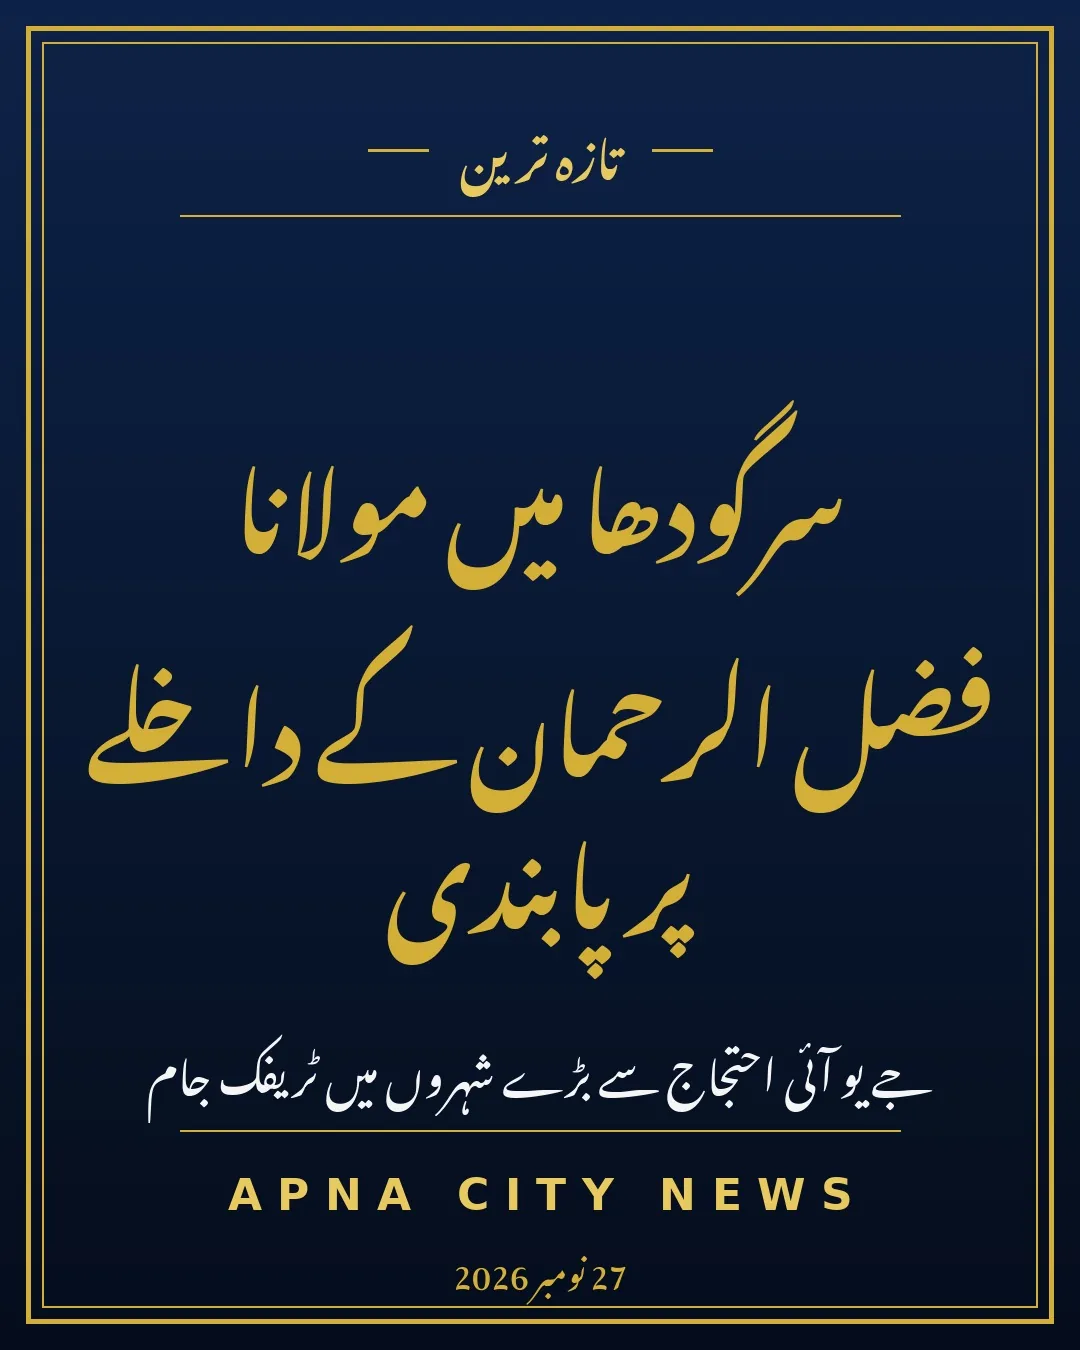 تازہ ترین
سرگودھا میں مولانا
فضل الرحمان کے داخلے
پر پابندی
جے یو آئی احتجاج سے بڑے شہروں میں ٹریفک جام
APNA CITY NEWS
27 نومبر 2026